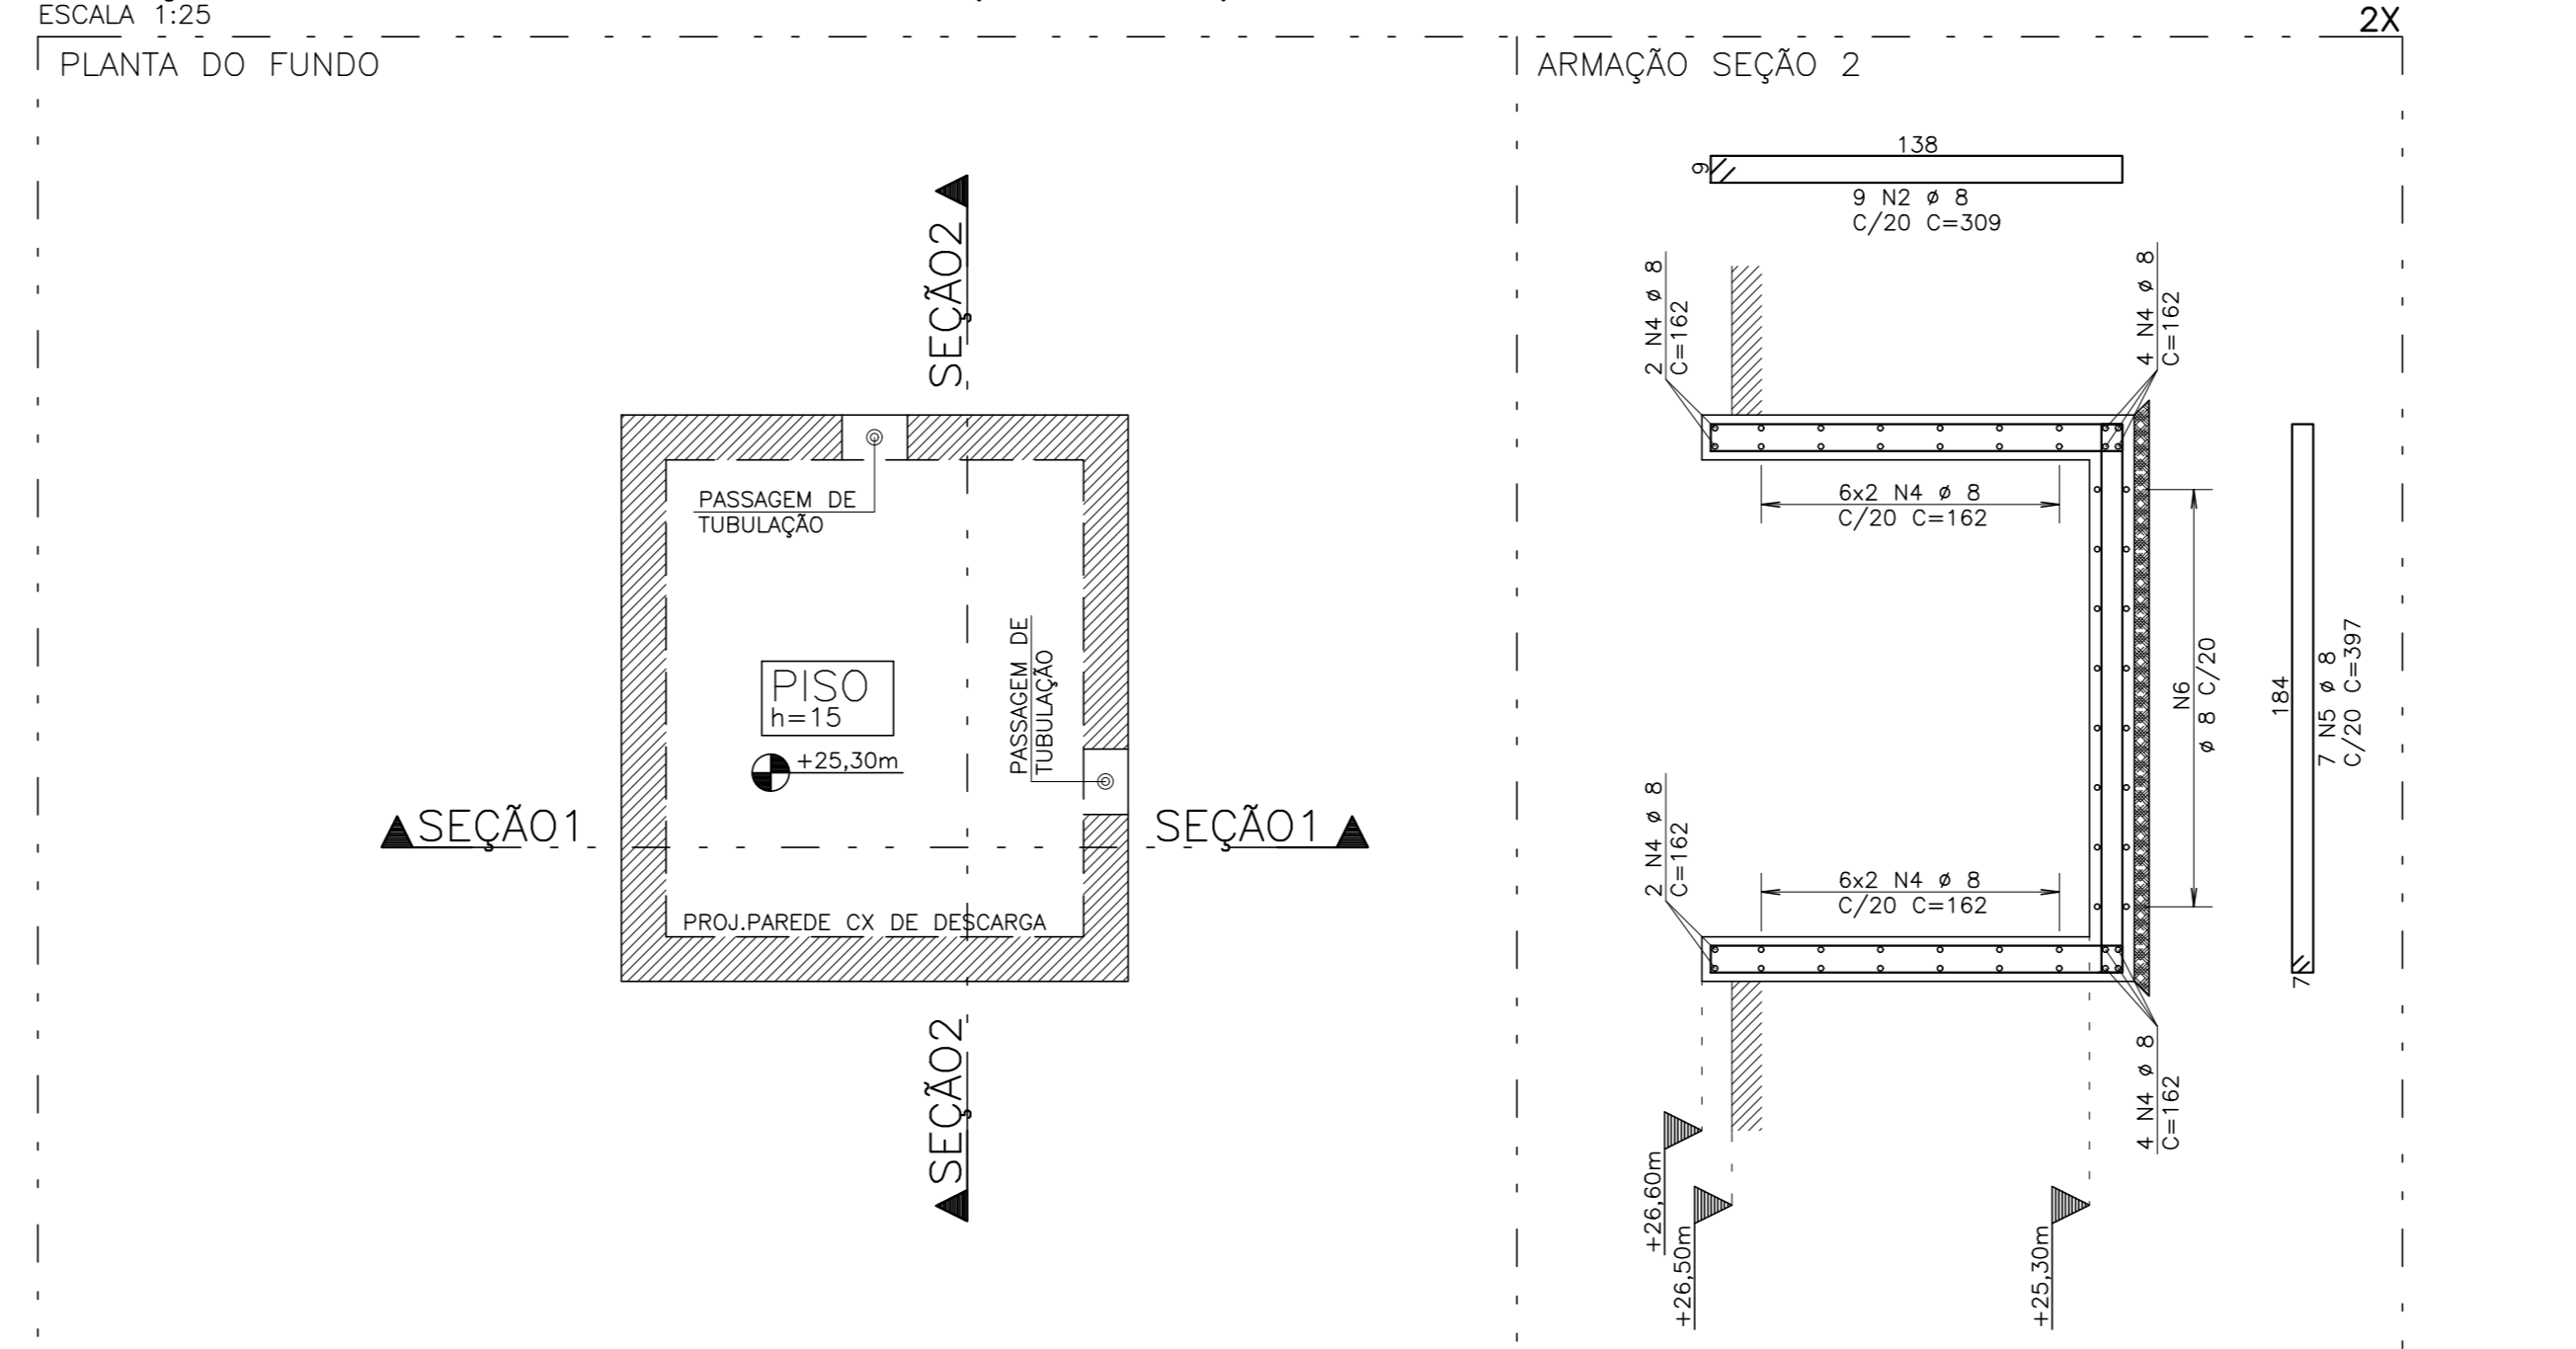 ESCALA 1:25
2X
PLANTA DO FUNDO
SEÇÃO2
PASSAGEM DE
TUBULAÇÃO
PASSAGEM DE
TUBULAÇÃO
PISO
h=15
+25,30m
SEÇÃO1
SEÇÃO1
PROJ.PAREDE CX DE DESCARGA
SEÇÃO2
ARMAÇÃO SEÇÃO 2
138
9
9 N2 ø 8
C/20 C=309
2 N4 ø 8
C=162
4 N4 ø 8
C=162
6x2 N4 ø 8
C/20 C=162
N6
ø 8 C/20
184
7 N5 ø 8
C/20 C=397
7
2 N4 ø 8
C=162
6x2 N4 ø 8
C/20 C=162
4 N4 ø 8
C=162
+26,60m
+26,50m
+25,30m